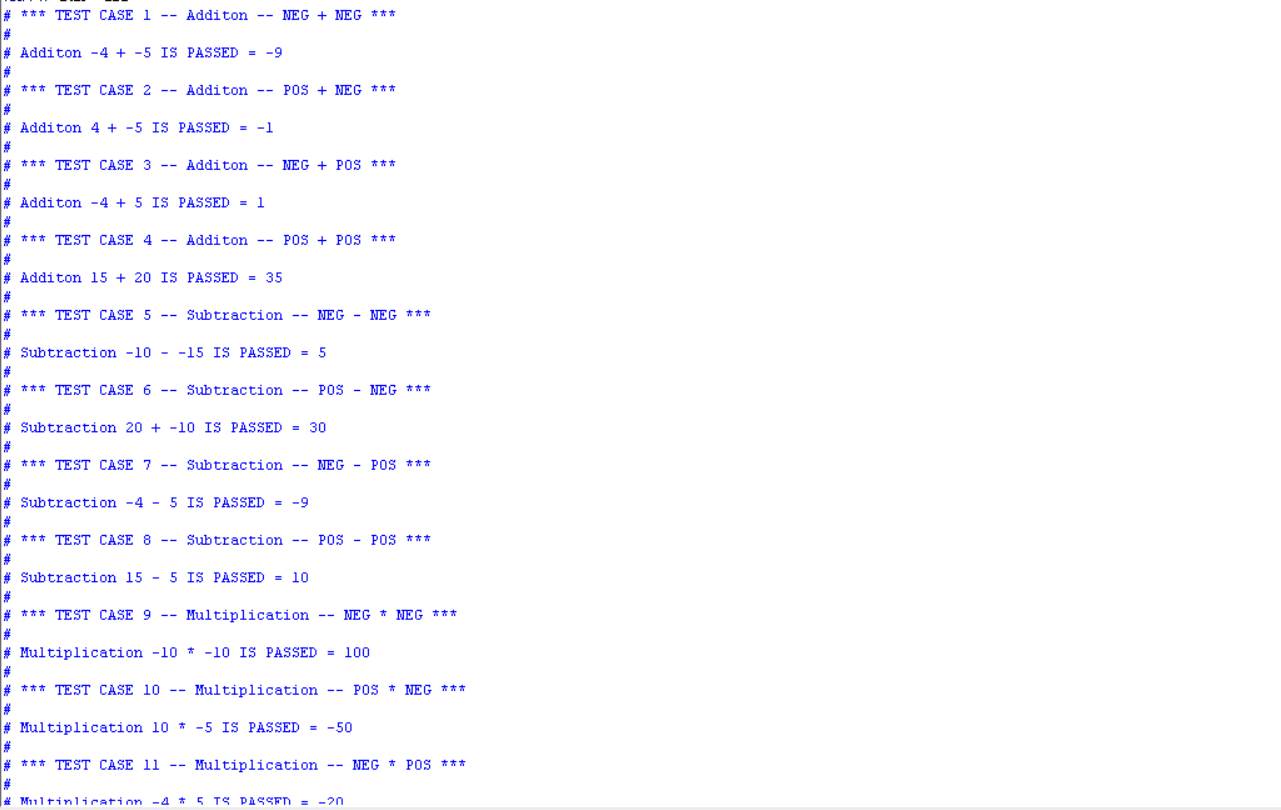 # *** TEST CASE 1 -- Additon -- NEG + NEG ***
#
# Additon -4 + -5 IS PASSED = -9
#
# *** TEST CASE 2 -- Additon -- POS + NEG ***
#
# Additon 4 + -5 IS PASSED = -1
#
# *** TEST CASE 3 -- Additon -- NEG + POS ***
#
# Additon -4 + 5 IS PASSED = 1
#
# *** TEST CASE 4 -- Additon -- POS + POS ***
#
# Additon 15 + 20 IS PASSED = 35
#
# *** TEST CASE 5 -- Subtraction -- NEG - NEG ***
#
# Subtraction -10 - -15 IS PASSED = 5
#
# *** TEST CASE 6 -- Subtraction -- POS - NEG ***
#
# Subtraction 20 + -10 IS PASSED = 30
#
# *** TEST CASE 7 -- Subtraction -- NEG - POS ***
#
# Subtraction -4 - 5 IS PASSED = -9
#
# *** TEST CASE 8 -- Subtraction -- POS - POS ***
#
# Subtraction 15 - 5 IS PASSED = 10
#
# *** TEST CASE 9 -- Multiplication -- NEG * NEG ***
#
# Multiplication -10 * -10 IS PASSED = 100
#
# *** TEST CASE 10 -- Multiplication -- POS * NEG ***
#
# Multiplication 10 * -5 IS PASSED = -50
#
# *** TEST CASE 11 -- Multiplication -- NEG * POS ***
#
# Multiplication -4 * 5 IS PASSED = -20